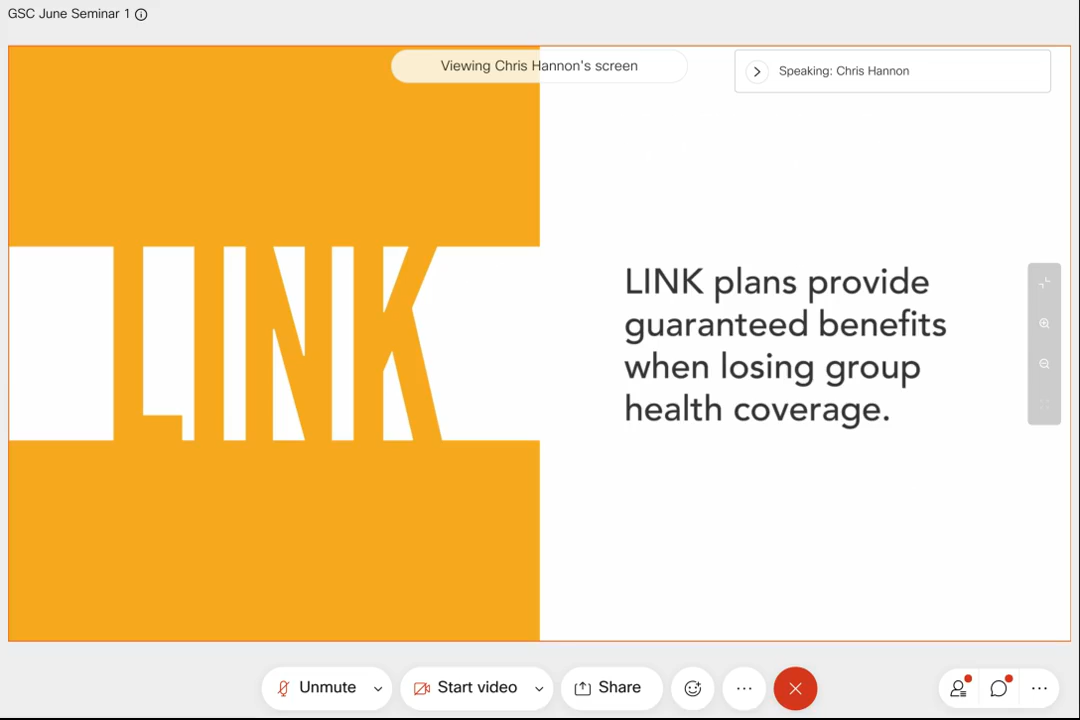 GSC June Seminar 1
Viewing Chris Hannon's screen
Speaking: Chris Hannon
LINK
LINK plans provide
guaranteed benefits
when losing group
health coverage.
Unmute
Start video
Share